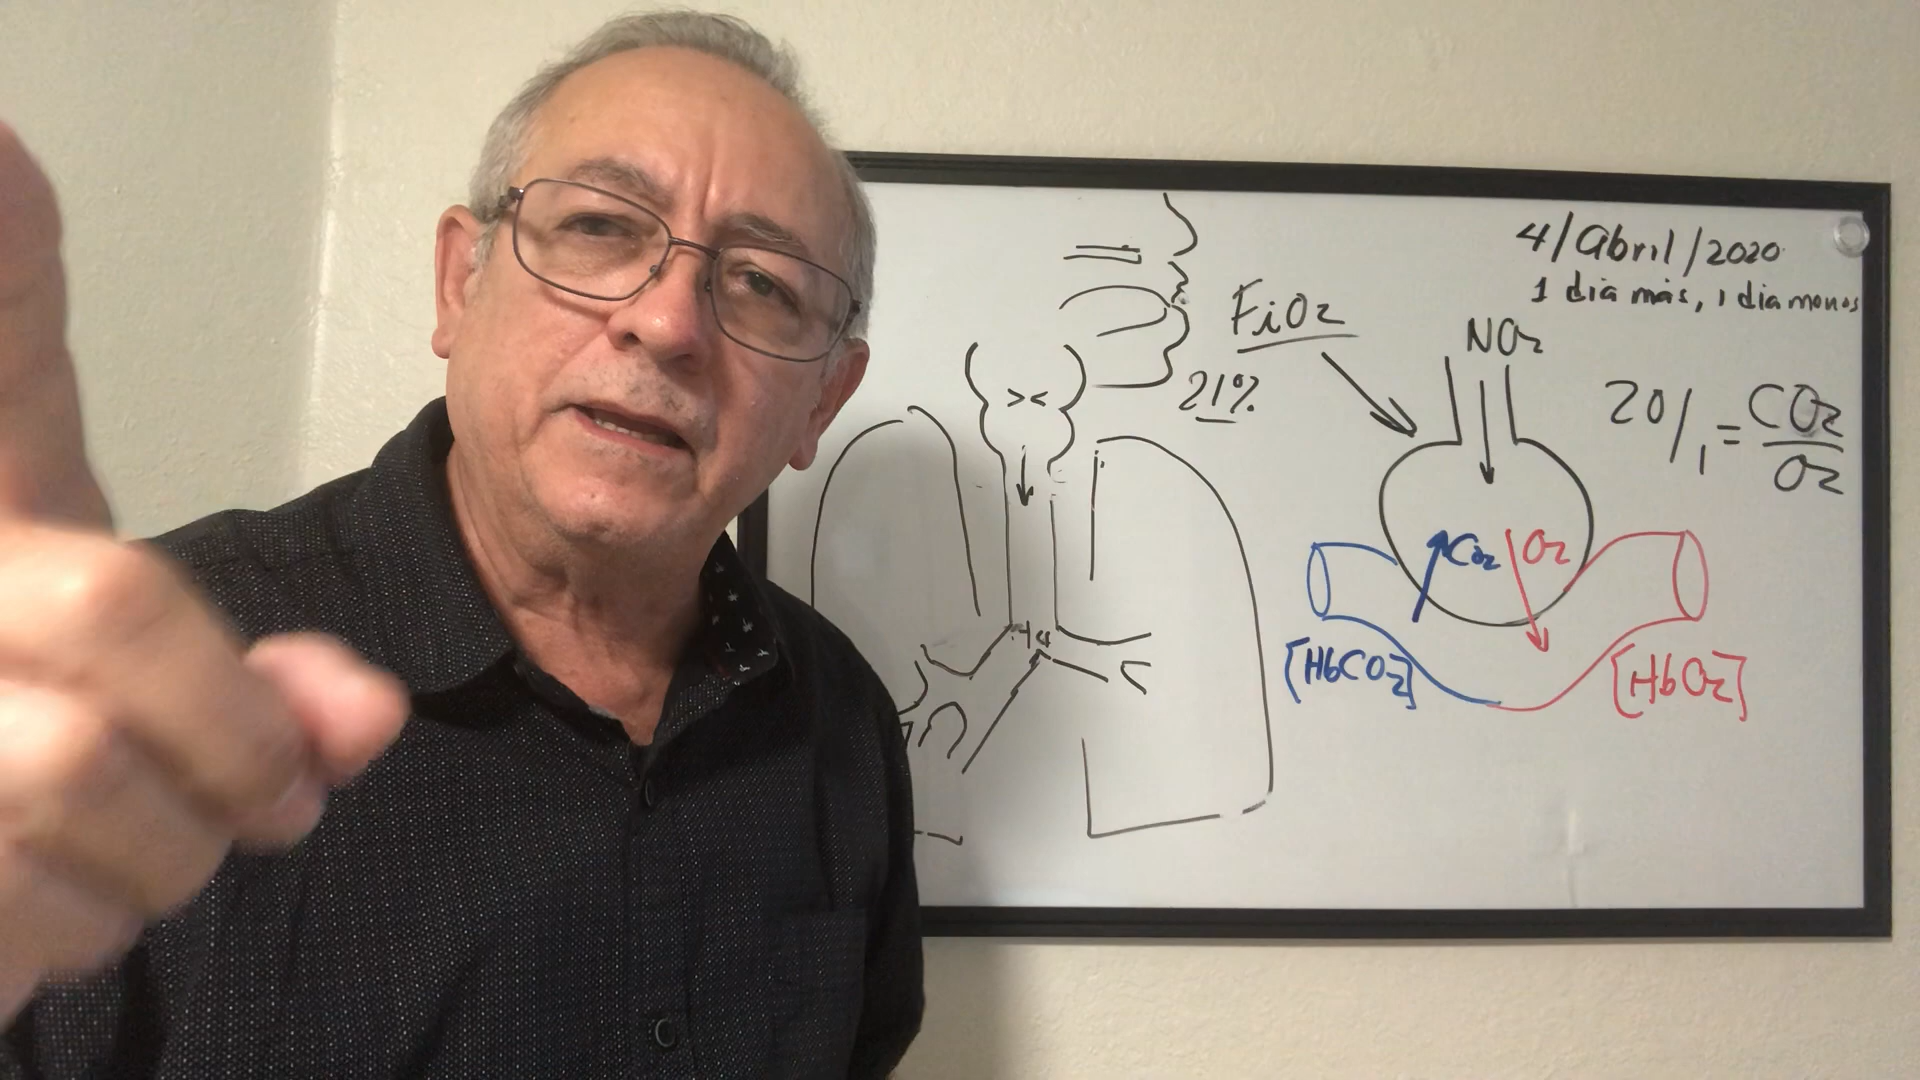 4/Abril/2020
1 dia más, 1 dia menos
FiO2
21%
NO2
20/1 = CO2/O2
CO2
O2
[HbCO2]
[HbO2]